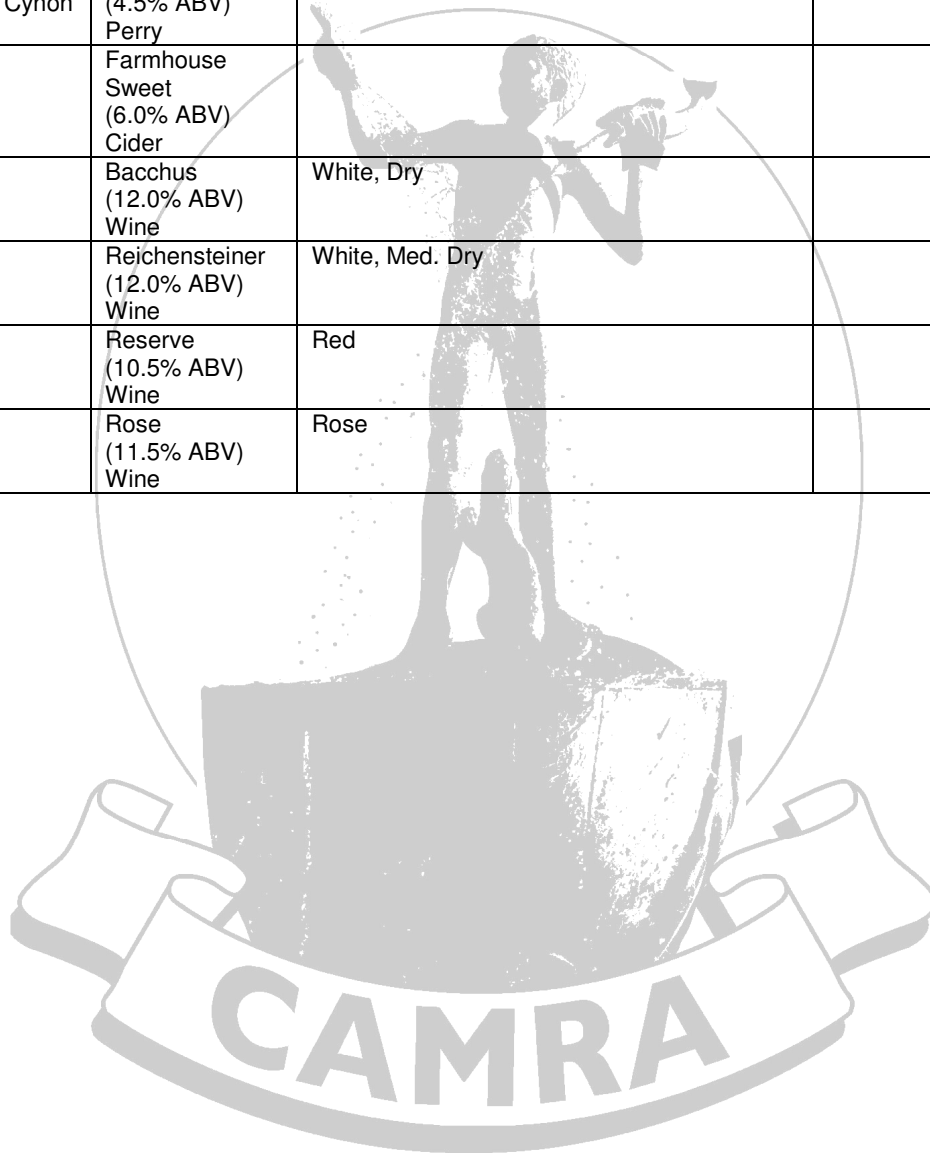 Cynon (4.5% ABV)
Perry
Farmhouse
Sweet
(6.0% ABV)
Cider
Bacchus White, Dry
(12.0% ABV)
Wine
Reichensteiner White, Med. Dry
(12.0% ABV)
Wine
Reserve Red
(10.5% ABV)
Wine
Rose Rose
(11.5% ABV)
Wine
CAMRA